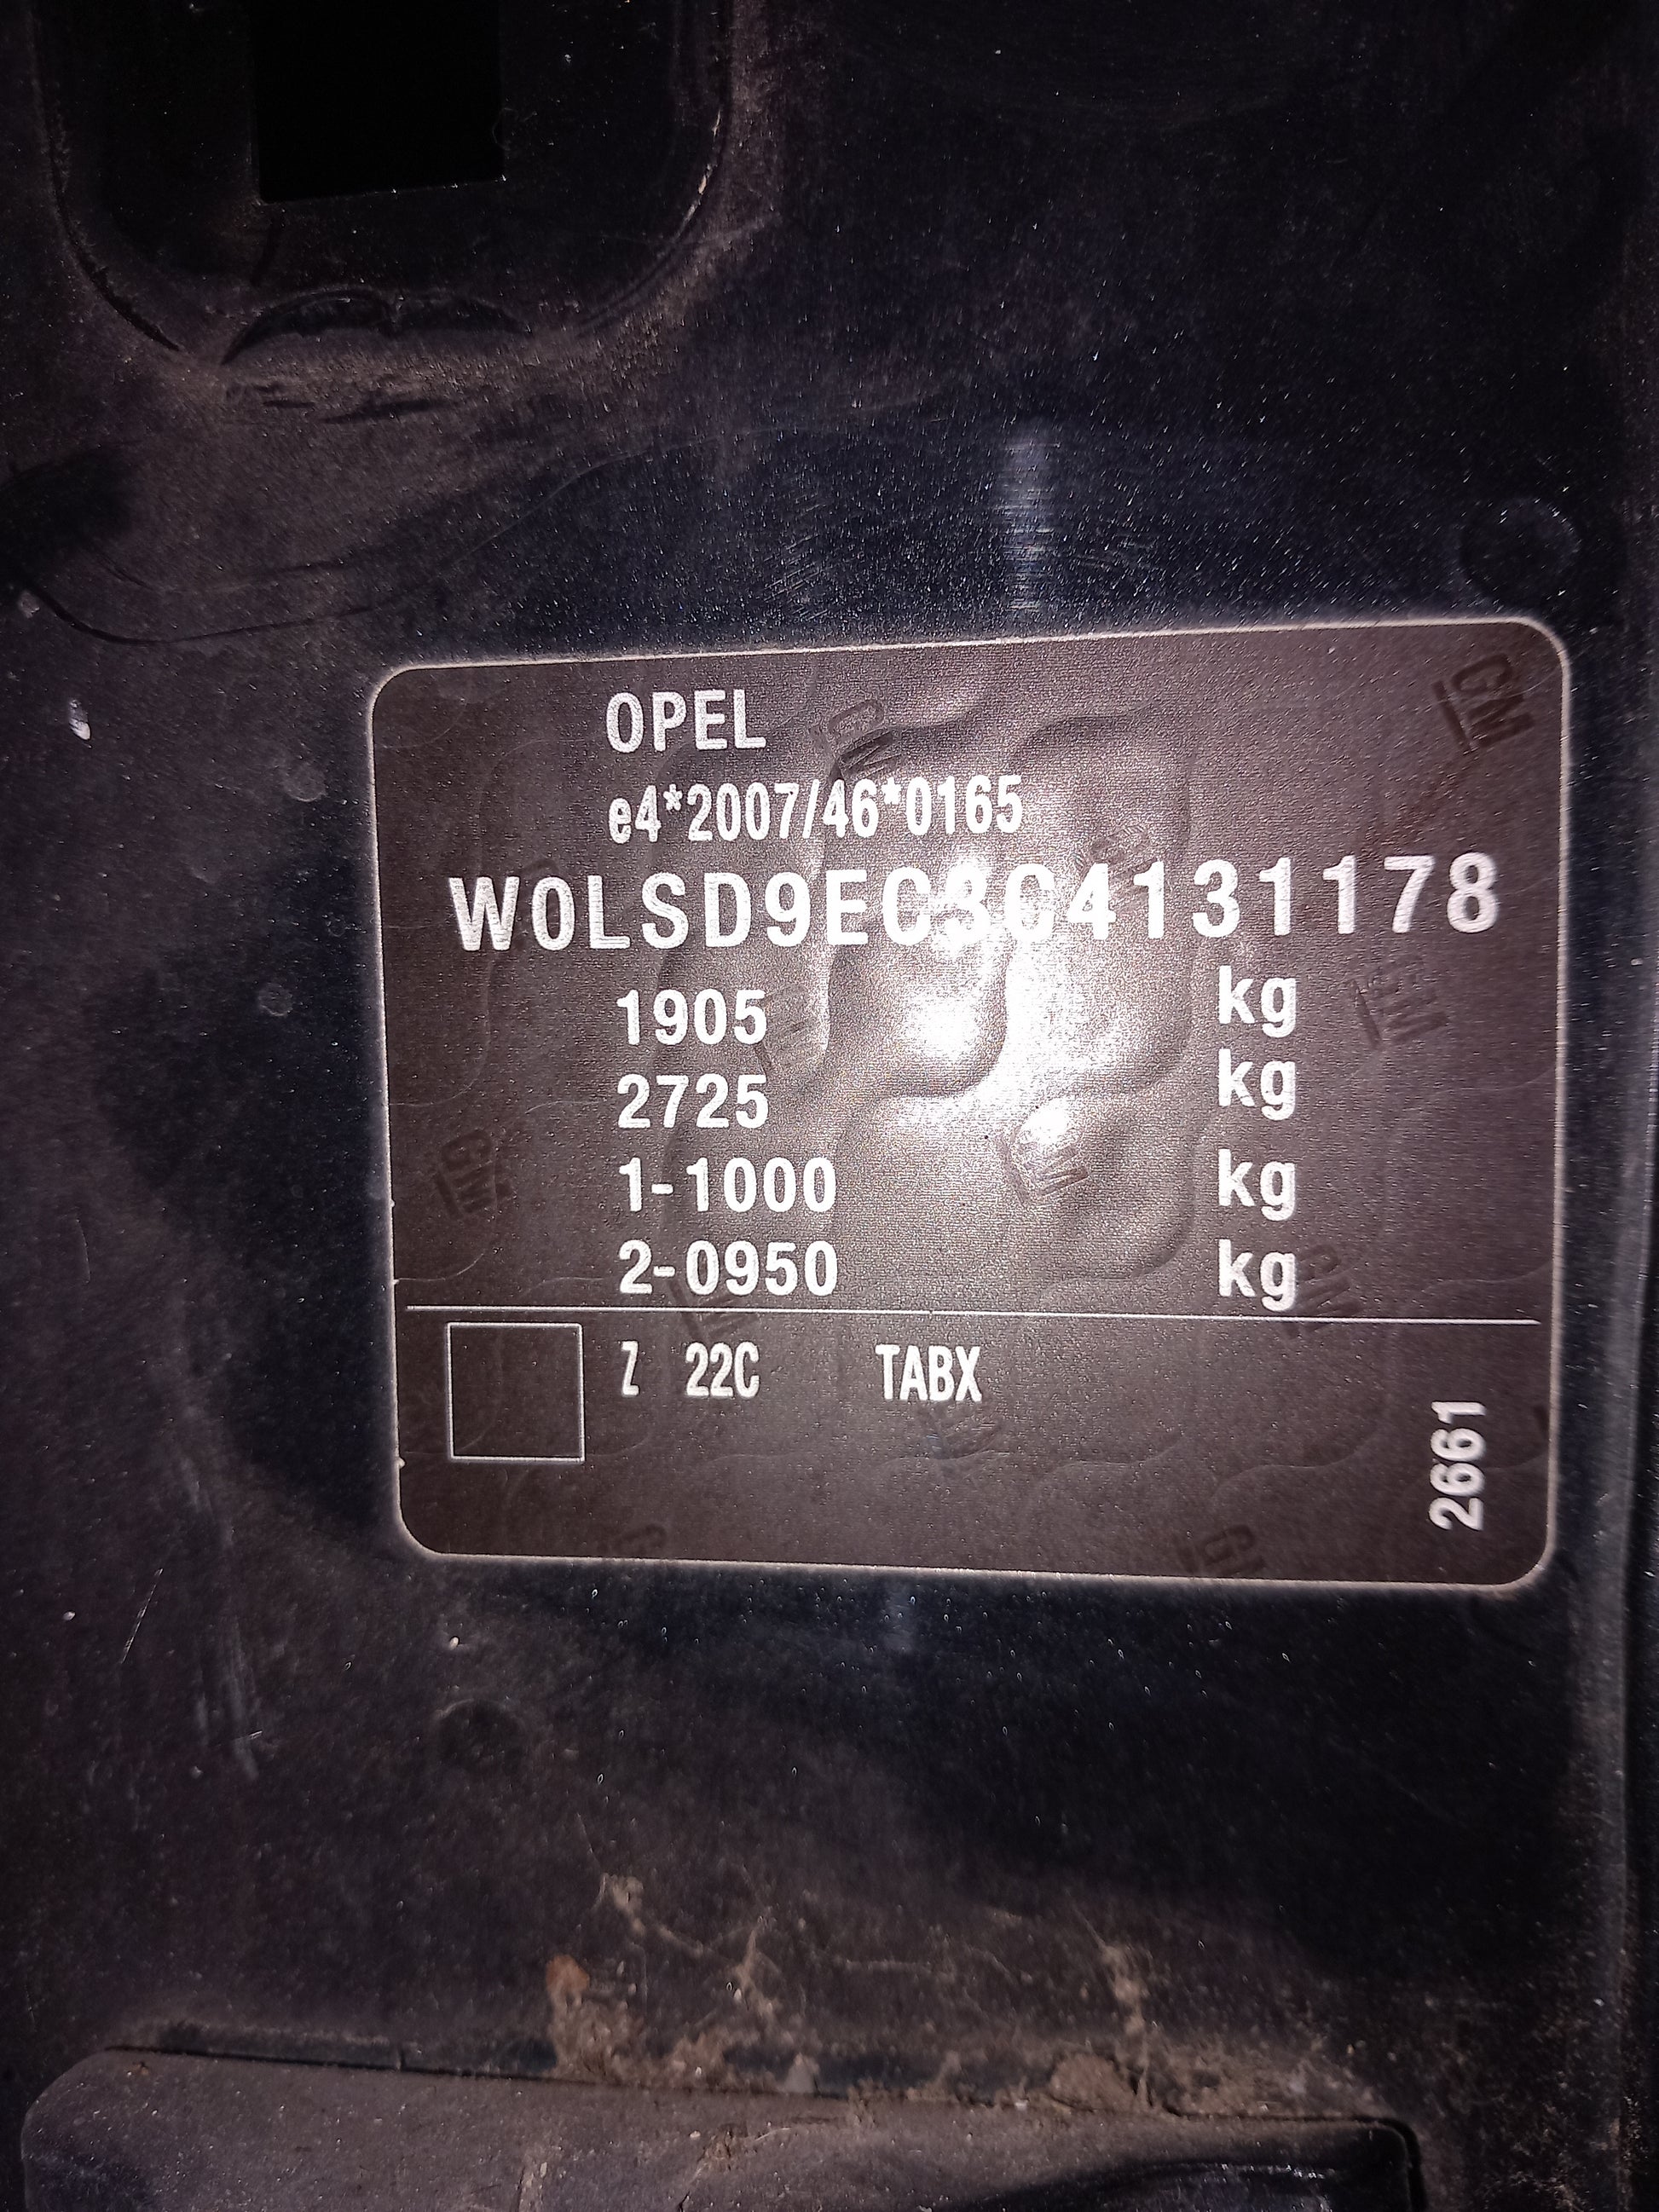 OPEL
e4*2007/46*0165
W0LSD9EC3C4131178
1905 kg
2725 kg
1-1000 kg
2-0950 kg
Z 22C TABX
2661